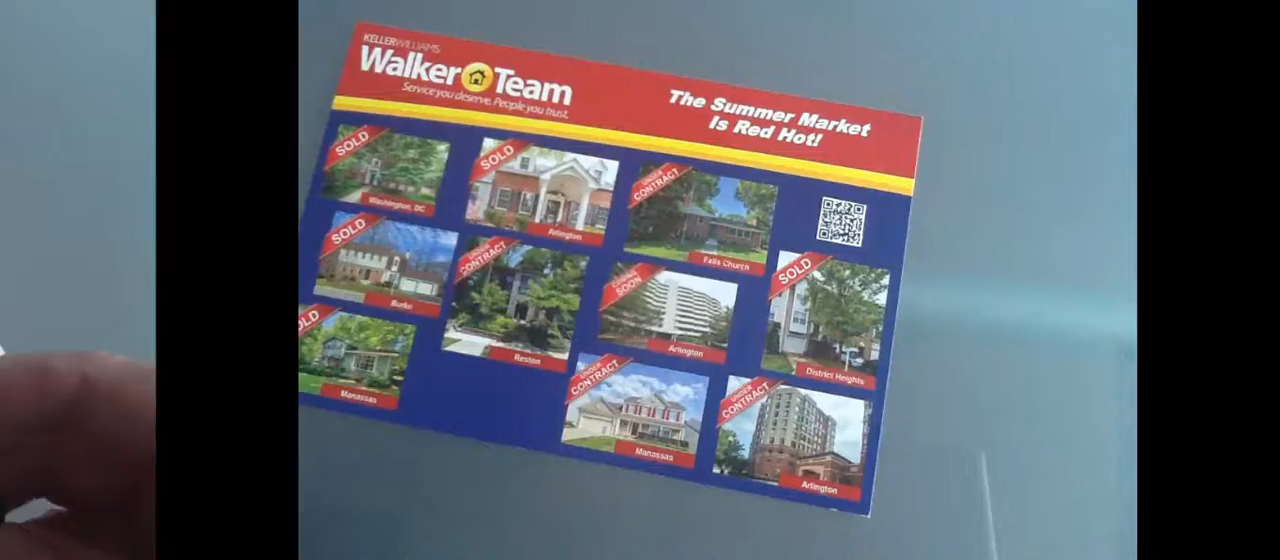 KELLERWILLIAMS
Walker Team
Service you deserve. People you trust.
The Summer Market
Is Red Hot!
SOLD
Washington, DC
SOLD
Arlington
UNDER
CONTRACT
Falls Church
SOLD
Burke
UNDER
CONTRACT
Reston
COMING
SOON
Arlington
SOLD
District Heights
SOLD
Manassas
UNDER
CONTRACT
Manassas
UNDER
CONTRACT
Arlington